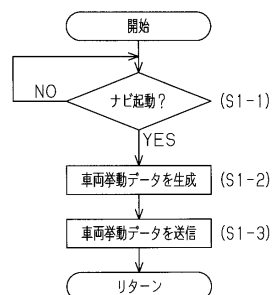 開始
ナビ起動？ (S1-1)
NO
YES
車両挙動データを生成 (S1-2)
車両挙動データを送信 (S1-3)
リターン